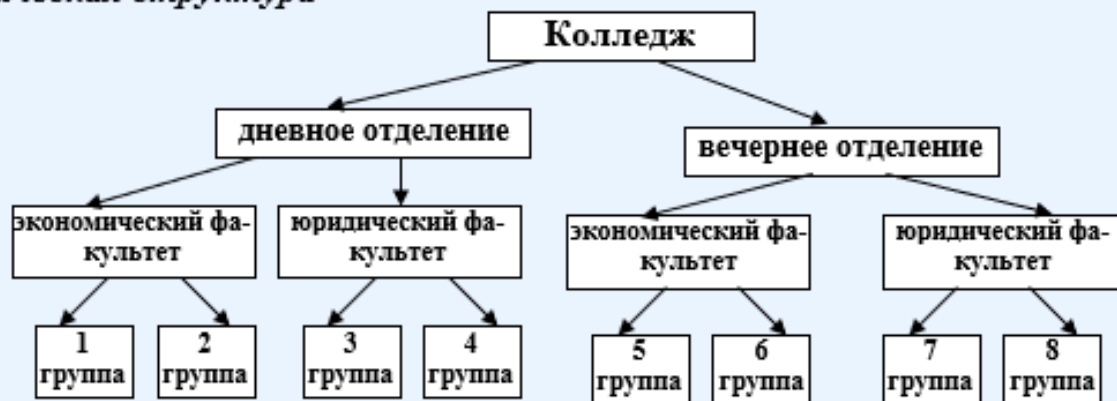 структура
Колледж
дневное отделение
вечернее отделение
экономический фа-
культет
юридический фа-
культет
экономический фа-
культет
юридический фа-
культет
1
группа
2
группа
3
группа
4
группа
5
группа
6
группа
7
группа
8
группа